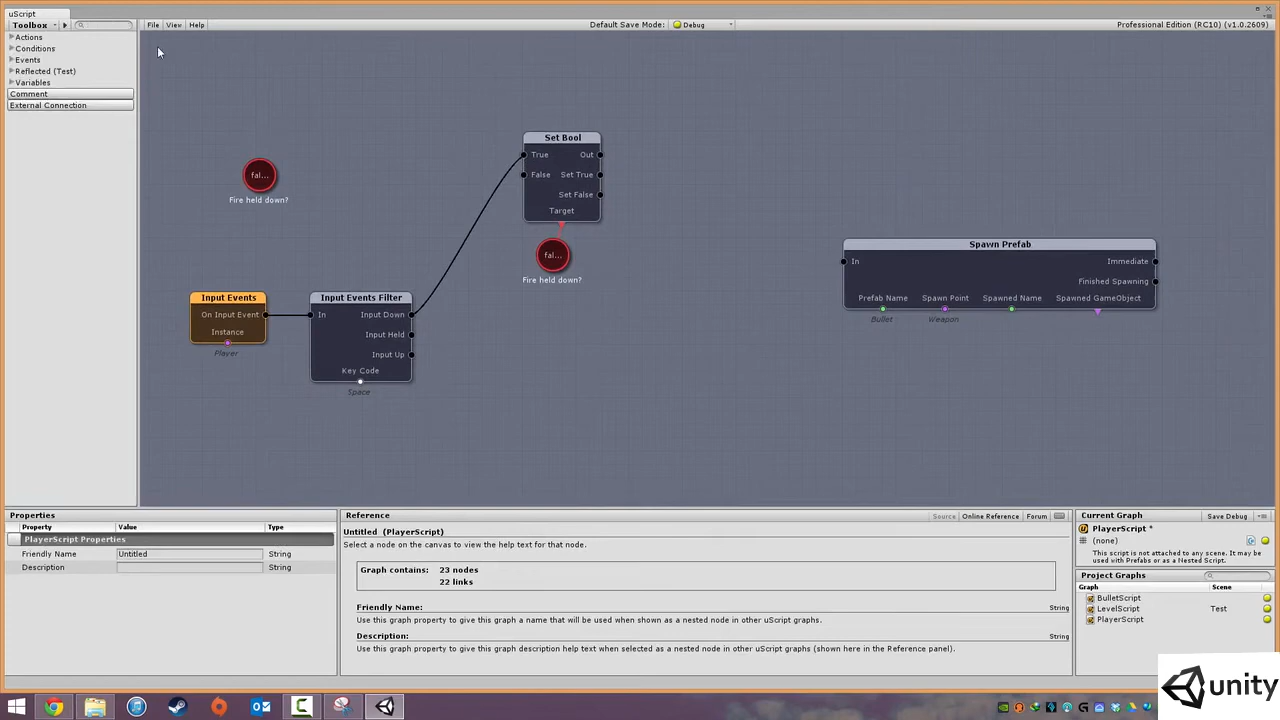 uScript
Toolbox
File View Help
Default Save Mode: Debug
Professional Edition (RC10) (v1.0.2609)
Actions
Conditions
Events
Reflected (Test)
Variables
Comment
External Connection
fal...
Fire held down?
Set Bool
True Out
False Set True
Set False
Target
fal...
Fire held down?
Input Events
On Input Event
Instance
Player
Input Events Filter
In Input Down
Input Held
Input Up
Key Code
Space
Spawn Prefab
In Immediate
Finished Spawning
Prefab Name Spawn Point Spawned Name Spawned GameObject
Bullet Weapon
Properties
Property Value Type
PlayerScript Properties
Friendly Name Untitled String
Description String
Reference
Source Online Reference Forum
Untitled (PlayerScript)
Select a node on the canvas to view the help text for that node.
Graph contains: 23 nodes
22 links
Friendly Name: String
Use this graph property to give this graph a name that will be used when shown as a nested node in other uScript graphs.
Description: String
Use this graph property to give this graph description help text when selected as a nested node in other uScript graphs (shown here in the Reference panel).
Current Graph Save Debug
PlayerScript *
(none)
This script is not attached to any scene. It may be
used with Prefabs or as a Nested Script.
Project Graphs
Graph Scene
BulletScript
LevelScript Test
PlayerScript
unity